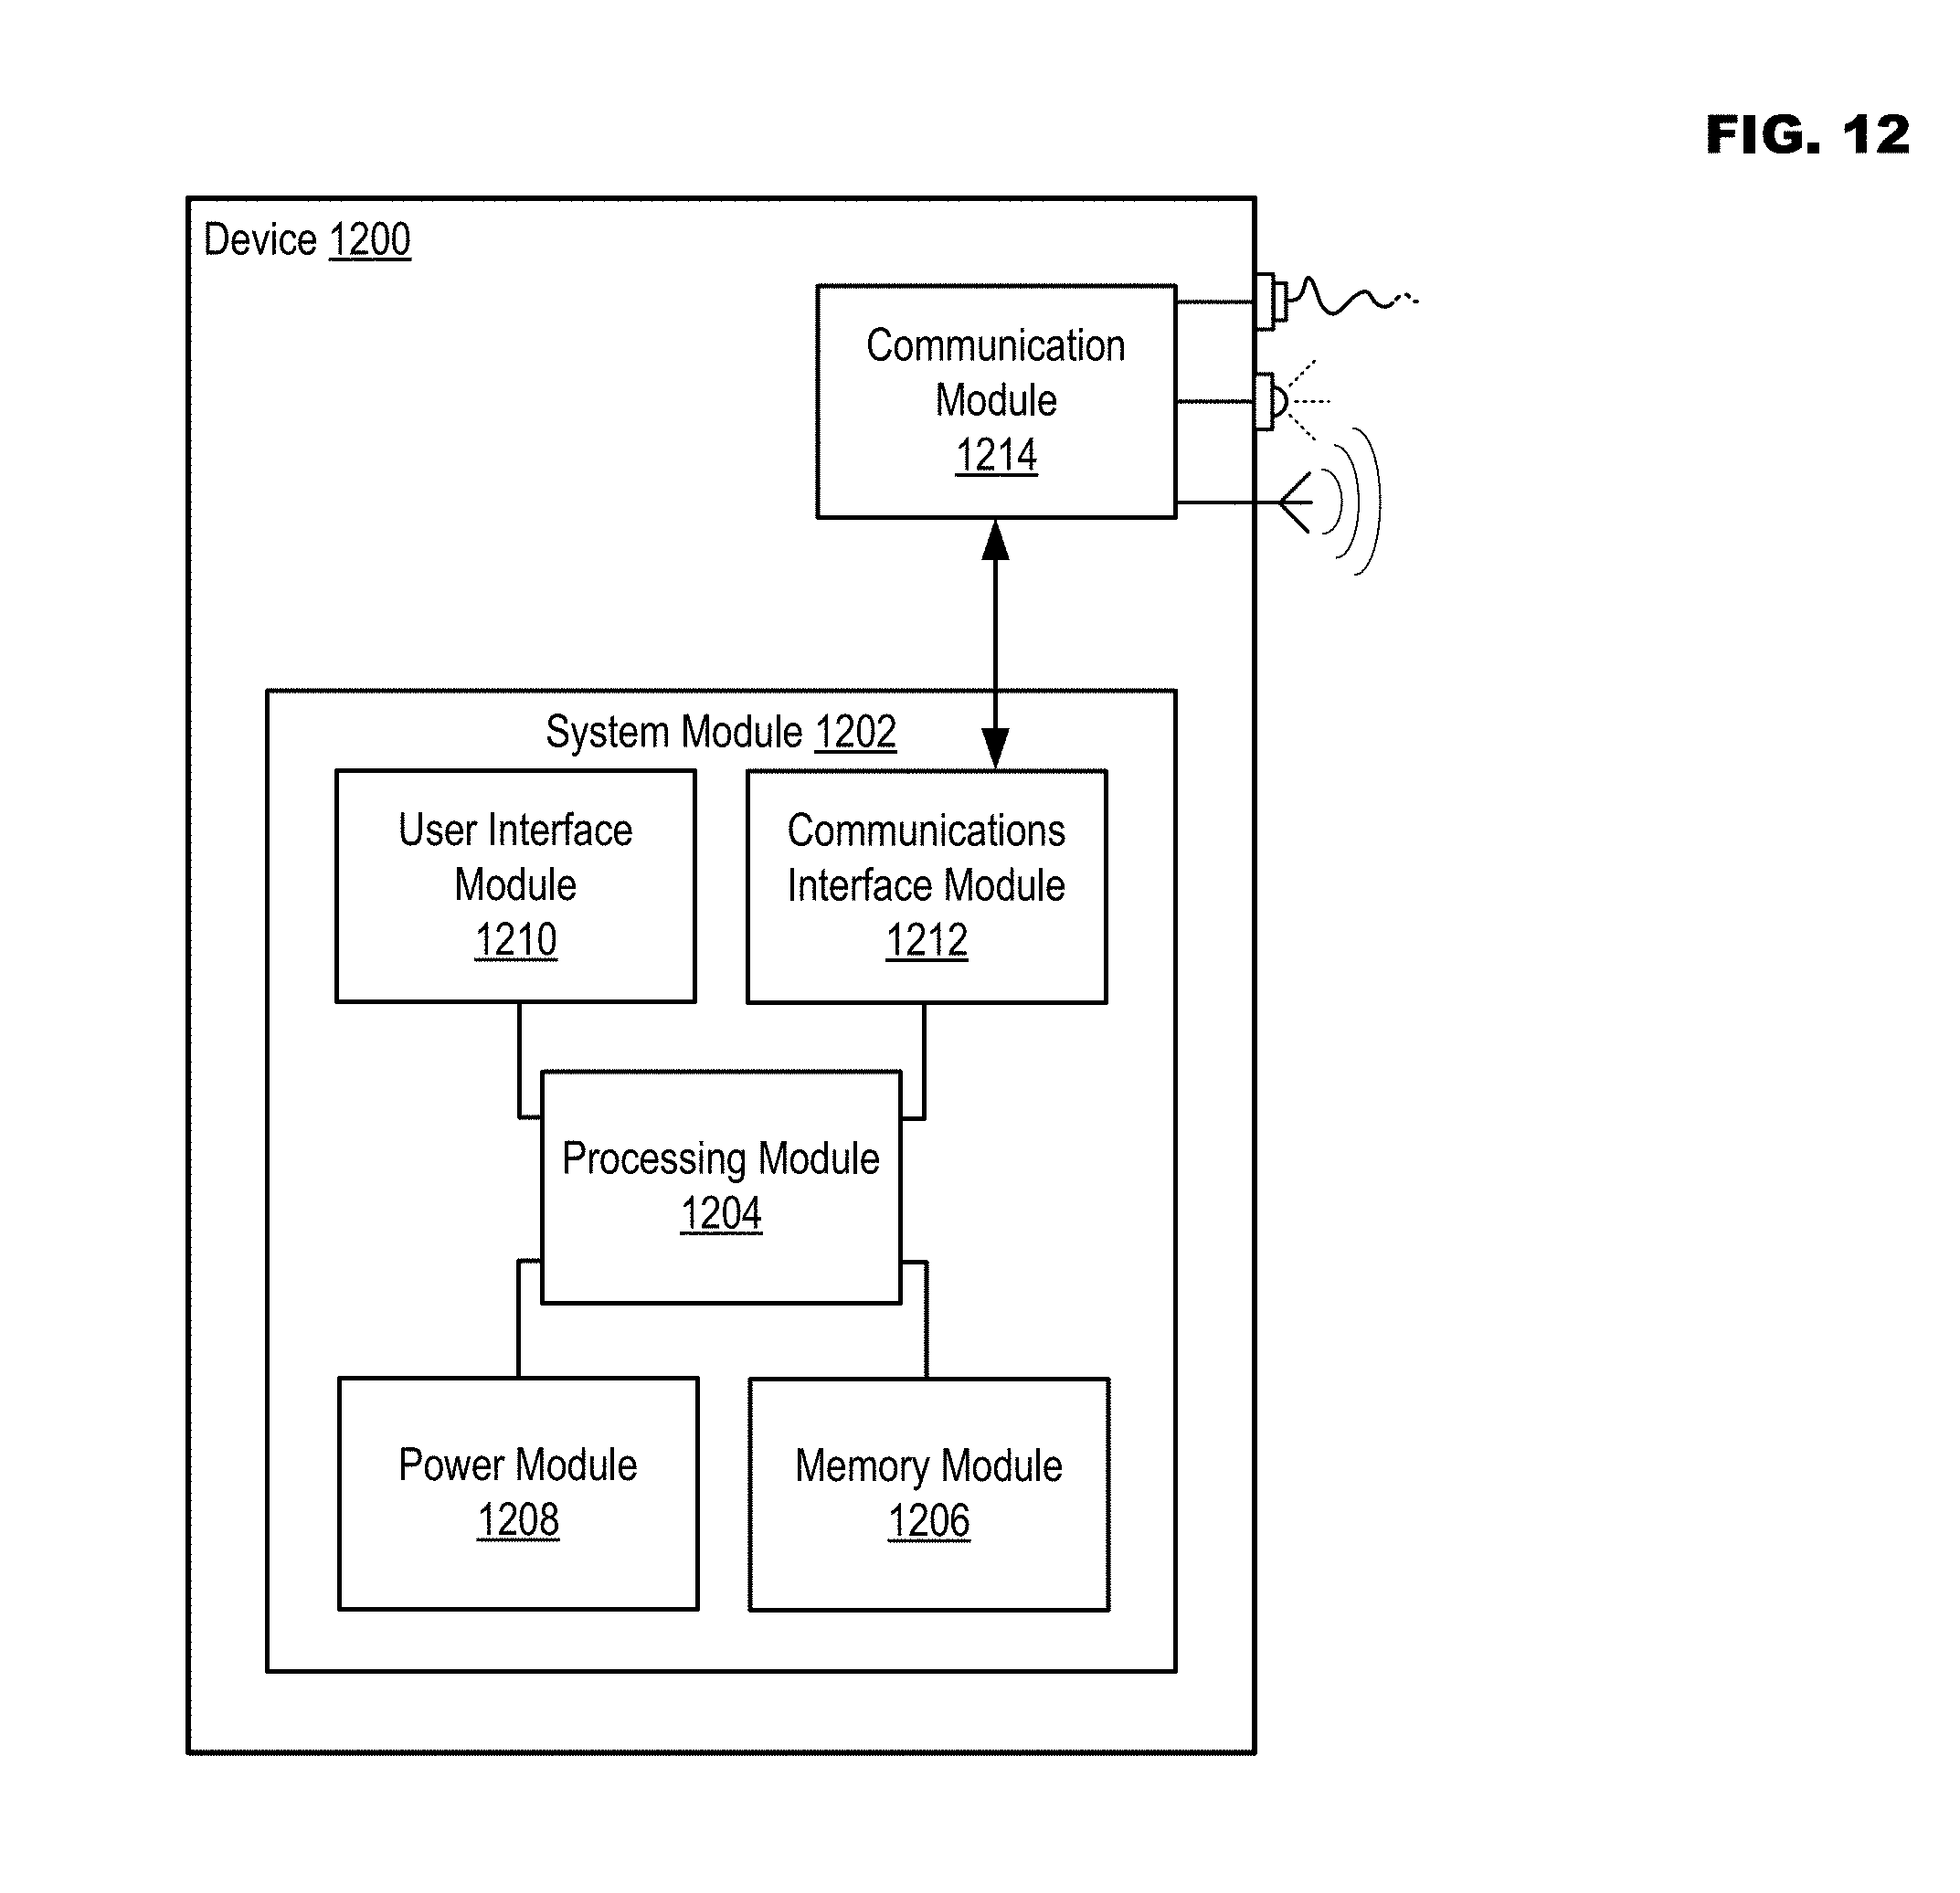 FIG. 12
Device 1200
Communication
Module
1214
System Module 1202
User Interface
Module
1210
Communications
Interface Module
1212
Processing Module
1204
Power Module
1208
Memory Module
1206